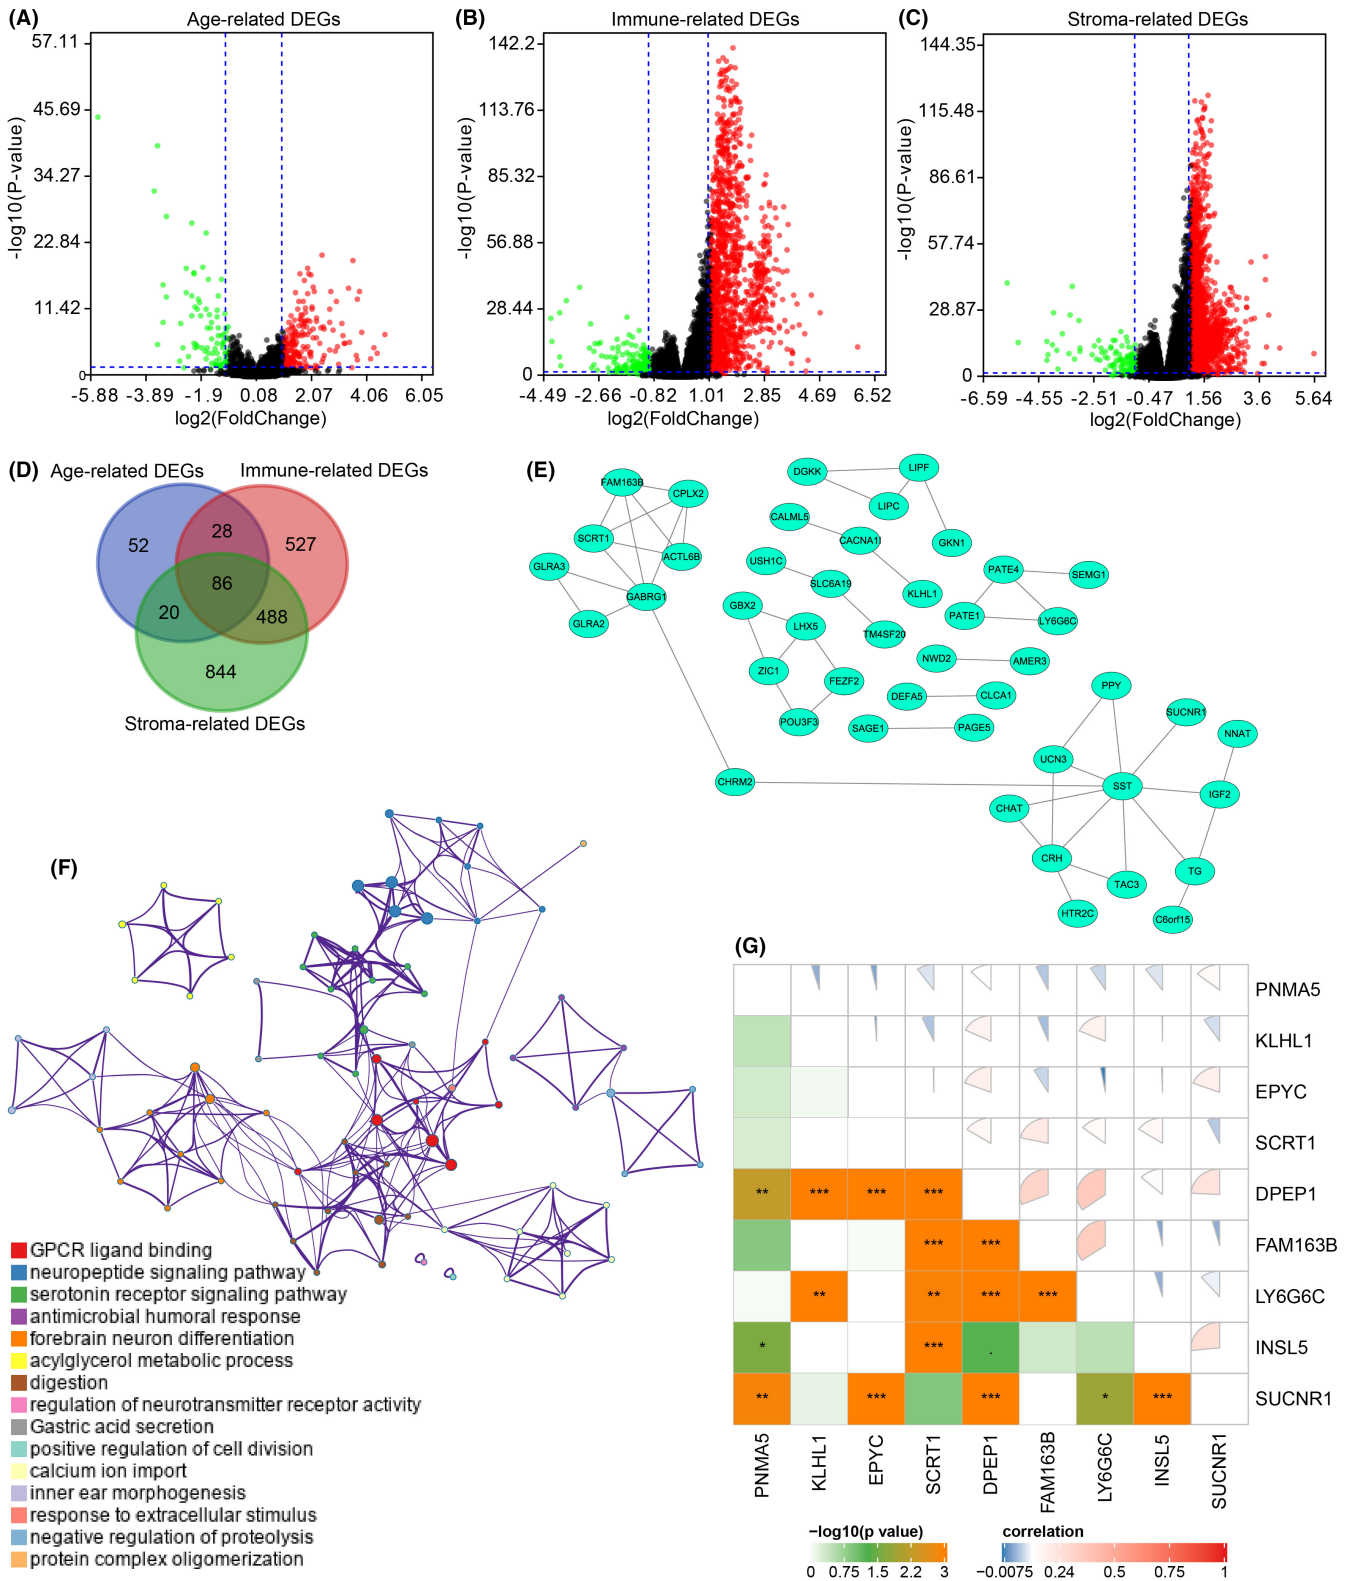 (A)
Age-related DEGs
57.11
45.69
34.27
22.84
11.42
0
-5.88 -3.89 -1.9 0.08 2.07 4.06 6.05
-log10(P-value)
log2(FoldChange)
(B)
Immune-related DEGs
142.2
113.76
85.32
56.88
28.44
0
-4.49 -2.66 -0.82 1.01 2.85 4.69 6.52
-log10(P-value)
log2(FoldChange)
(C)
Stroma-related DEGs
144.35
115.48
86.61
57.74
28.87
0
-6.59 -4.55 -2.51 -0.47 1.56 3.6 5.64
-log10(P-value)
log2(FoldChange)
(D)
Age-related DEGs
Immune-related DEGs
52
28
527
86
20
488
844
Stroma-related DEGs
(E)
FAM163B
CPLX2
SCRT1
ACTL6B
GLRA3
GABRG1
GLRA2
DGKK
LIPF
LIPC
CALML5
CACNA1I
GKN1
USH1C
SLC6A19
KLHL1
PATE4
SEMG1
PATE1
LY6G6C
GBX2
LHX5
TM4SF20
ZIC1
FEZF2
POU3F3
NWD2
AMER3
DEFA5
CLCA1
SAGE1
PAGE5
CHRM2
PPY
SUCNR1
NNAT
UCN3
SST
IGF2
CHAT
CRH
TAC3
TG
HTR2C
C6orf15
(F)
GPCR ligand binding
neuropeptide signaling pathway
serotonin receptor signaling pathway
antimicrobial humoral response
forebrain neuron differentiation
acylglycerol metabolic process
digestion
regulation of neurotransmitter receptor activity
Gastric acid secretion
positive regulation of cell division
calcium ion import
inner ear morphogenesis
response to extracellular stimulus
negative regulation of proteolysis
protein complex oligomerization
(G)
PNMA5
KLHL1
EPYC
SCRT1
** *** *** *** DPEP1
*** *** FAM163B
** ** *** *** LY6G6C
* *** . INSL5
** *** *** * *** SUCNR1
PNMA5
KLHL1
EPYC
SCRT1
DPEP1
FAM163B
LY6G6C
INSL5
SUCNR1
−log10(p value)
0 0.75 1.5 2.2 3
correlation
-0.0075 0.24 0.5 0.75 1